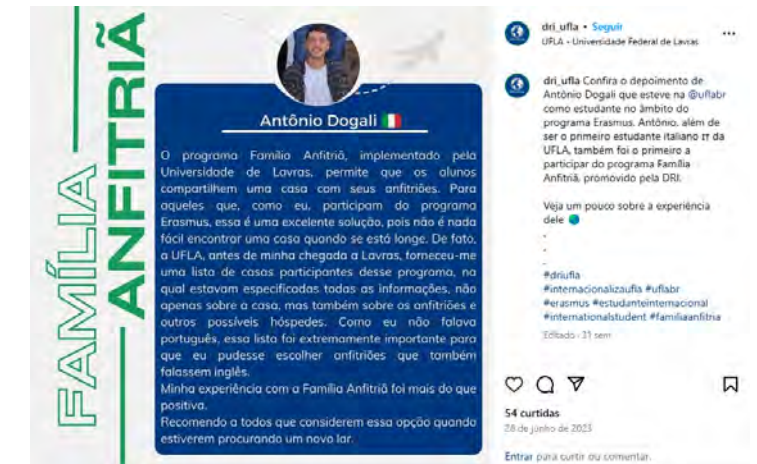 FAMÍLIA
ANFITRIÃ
Antônio Dogali
O programa Famílio Anfitriã, implementado pela
Universidade de Lavras, permite que os alunos
compartilhem uma casa com seus anfitriões. Para
aqueles que, como eu, participam do programa
Erasmus, essa é uma excelente solução, pois não é nada
fácil encontrar uma casa quando se está longe. De fato,
a UFLA, antes de minha chegada a Lavras, forneceu-me
uma lista de casas participantes desse programa, na
qual estavam especificadas todas as informações, não
apenas sobre a casa, mas também sobre os anfitriões e
outros possíveis hóspedes. Como eu não falava
português, essa lista foi extremamente importante para
que eu pudesse escolher anfitriões que também
falassem inglês.
Minha experiência com a Família Anfitriã foi mais do que
positiva.
Recomendo a todos que considerem essa opção quando
estiverem procurando um novo lar.
dri_ufla • Seguir
UFLA - Universidade Federal de Lavras
dri_ufla Confira o depoimento de
Antônio Dogali que esteve na @uflabr
como estudante no âmbito do
programa Erasmus. Antônio, além de
ser o primeiro estudante italiano IT da
UFLA, também foi o primeiro a
participar do programa Família
Anfitriã, promovido pela DRI.
Veja um pouco sobre a experiência
dele
.
.
.
#driufla
#internacionalizaufla #uflabr
#erasmus #estudanteinternacional
#internationalstudent #familiaanfitria
Editado · 31 sem
54 curtidas
28 de junho de 2023
Entrar para curtir ou comentar.